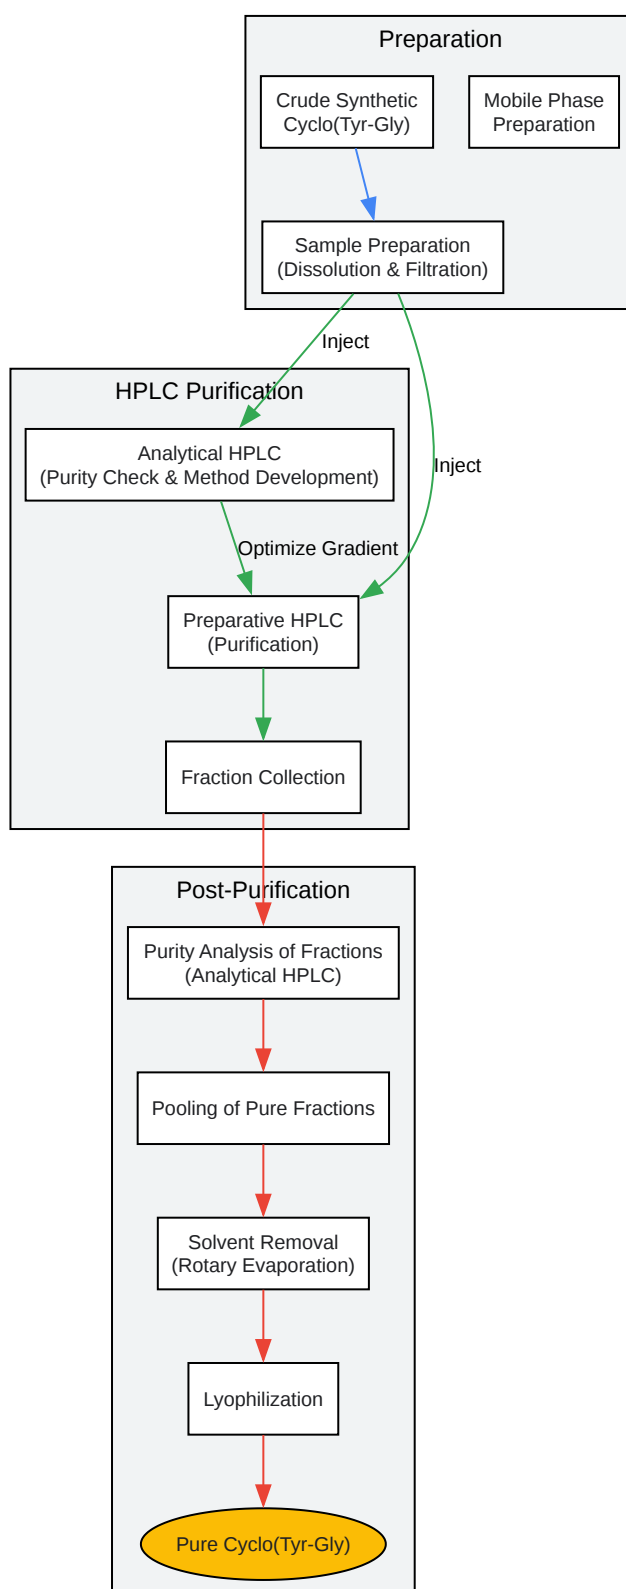 Preparation
Crude Synthetic
Cyclo(Tyr-Gly)
Mobile Phase
Preparation
Sample Preparation
(Dissolution & Filtration)
Inject
HPLC Purification
Analytical HPLC
(Purity Check & Method Development)
Inject
Optimize Gradient
Preparative HPLC
(Purification)
Fraction Collection
Post-Purification
Purity Analysis of Fractions
(Analytical HPLC)
Pooling of Pure Fractions
Solvent Removal
(Rotary Evaporation)
Lyophilization
Pure Cyclo(Tyr-Gly)